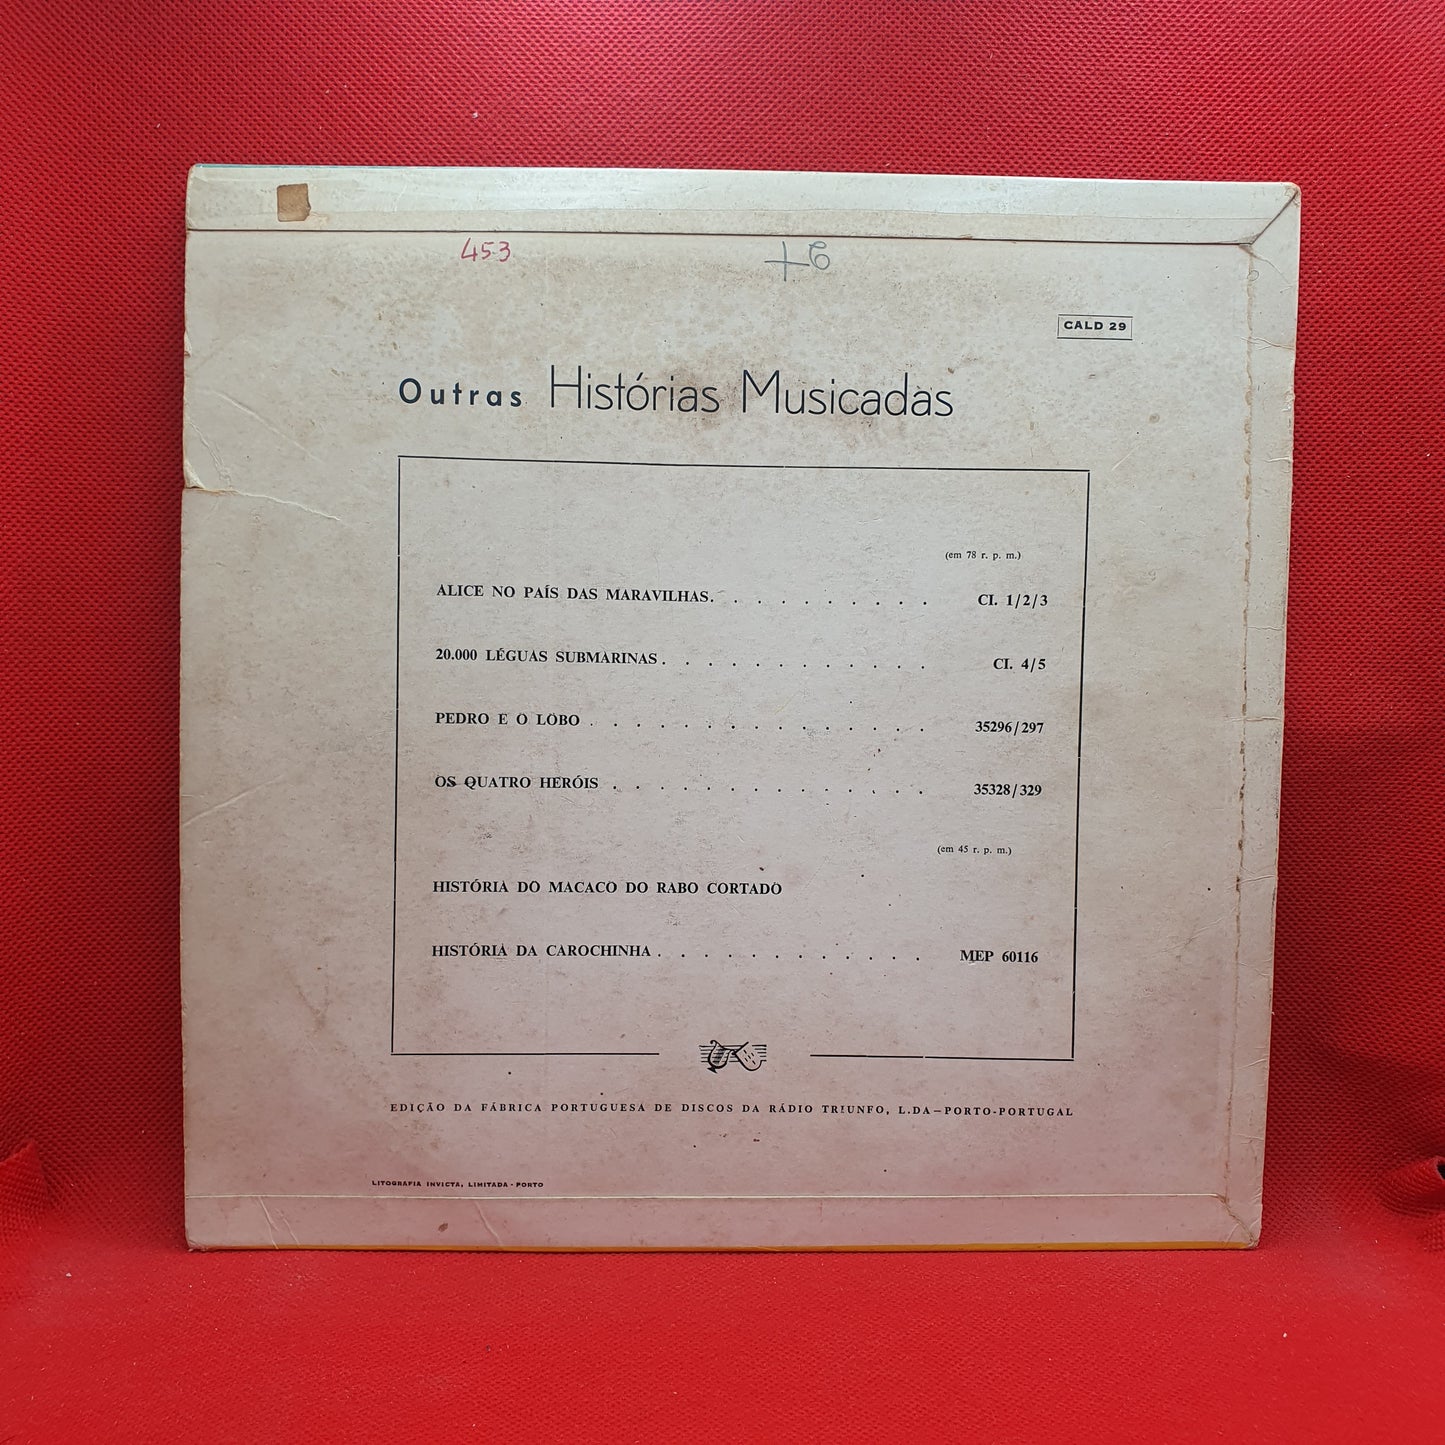 453
CALD 29
Outras Histórias Musicadas
(em 78 r. p. m.)
ALICE NO PAÍS DAS MARAVILHAS. . . . . . . . . . CI. 1/2/3
20.000 LÉGUAS SUBMARINAS . . . . . . . . . . . . CI. 4/5
PEDRO E O LOBO . . . . . . . . . . . . . . . 35296/297
OS QUATRO HERÓIS . . . . . . . . . . . . . . 35328/329
(em 45 r. p. m.)
HISTÓRIA DO MACACO DO RABO CORTADO
HISTÓRIA DA CAROCHINHA . . . . . . . . . . . . MEP 60116
EDIÇÃO DA FÁBRICA PORTUGUESA DE DISCOS DA RÁDIO TRIUNFO, L.DA—PORTO-PORTUGAL
LITOGRAFIA INVICTA, LIMITADA - PORTO